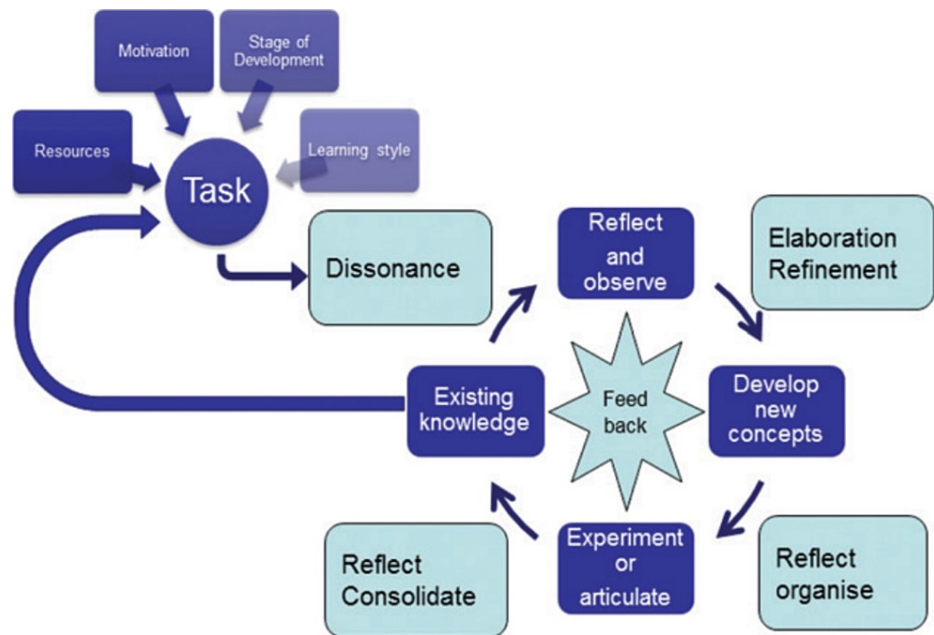 Motivation
Stage of
Development
Resources
Learning style
Task
Dissonance
Reflect
and
observe
Elaboration
Refinement
Existing
knowledge
Feed
back
Develop
new
concepts
Reflect
Consolidate
Experiment
or
articulate
Reflect
organise